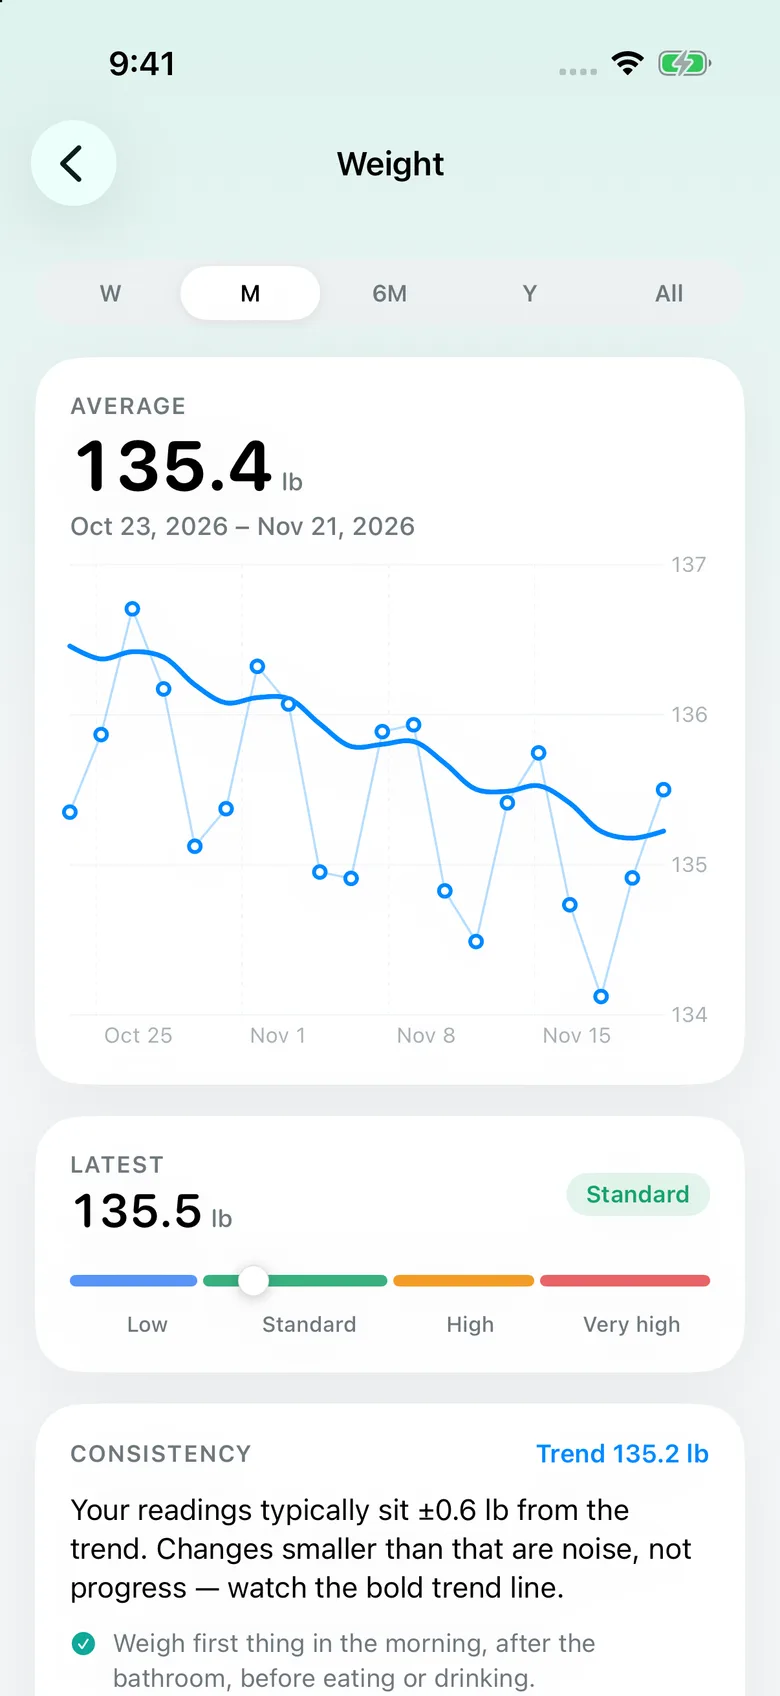 9:41
Weight
W M 6M Y All
AVERAGE
135.4 lb
Oct 23, 2026 – Nov 21, 2026
137
136
135
134
Oct 25 Nov 1 Nov 8 Nov 15
LATEST
135.5 lb
Standard
Low Standard High Very high
CONSISTENCY Trend 135.2 lb
Your readings typically sit ±0.6 lb from the
trend. Changes smaller than that are noise, not
progress — watch the bold trend line.
Weigh first thing in the morning, after the
bathroom, before eating or drinking.